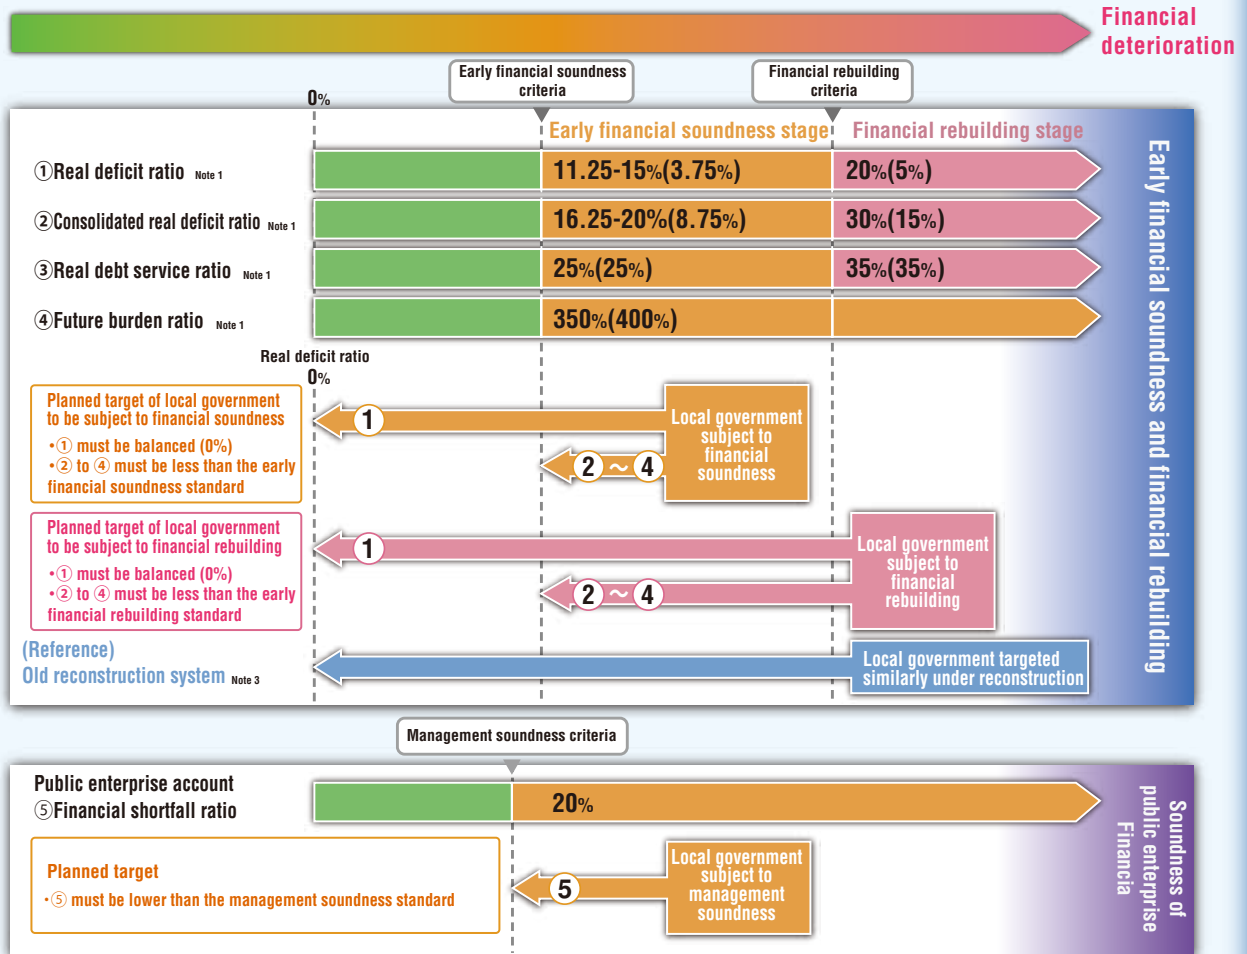 Financial
deterioration
Early financial soundness
criteria
Financial rebuilding
criteria
0%
Early financial soundness stage
Financial rebuilding stage
①Real deficit ratio Note 1
11.25-15%(3.75%)
20%(5%)
②Consolidated real deficit ratio Note 1
16.25-20%(8.75%)
30%(15%)
③Real debt service ratio Note 1
25%(25%)
35%(35%)
④Future burden ratio Note 1
350%(400%)
Early financial soundness and financial rebuilding
Real deficit ratio
0%
Planned target of local government
to be subject to financial soundness
•① must be balanced (0%)
•② to ④ must be less than the early
financial soundness standard
1
2 ~ 4
Local government
subject to
financial
soundness
Planned target of local government
to be subject to financial rebuilding
•① must be balanced (0%)
•② to ④ must be less than the early
financial rebuilding standard
1
2 ~ 4
Local government
subject to
financial
rebuilding
(Reference)
Old reconstruction system Note 3
Local government targeted
similarly under reconstruction
Management soundness criteria
Public enterprise account
⑤Financial shortfall ratio
20%
Planned target
•⑤ must be lower than the management soundness standard
5
Local government
subject to
management
soundness
Soundness of
public enterprise
Financia